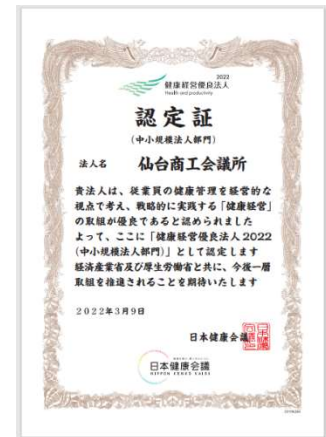 2022
健康経営優良法人
Health and productivity
認定証
(中小規模法人部門)
法人名 仙台商工会議所
貴法人は、従業員の健康管理を経営的な
視点で考え、戦略的に実践する「健康経営」
の取組が優良であると認められました
よって、ここに「健康経営優良法人2022
(中小規模法人部門)」として認定します
経済産業省及び厚生労働省と共に、今後一層
取組を推進されることを期待いたします
2022年3月9日
日本健康会議
日本健康会議
NIPPON KENKO KAIGI